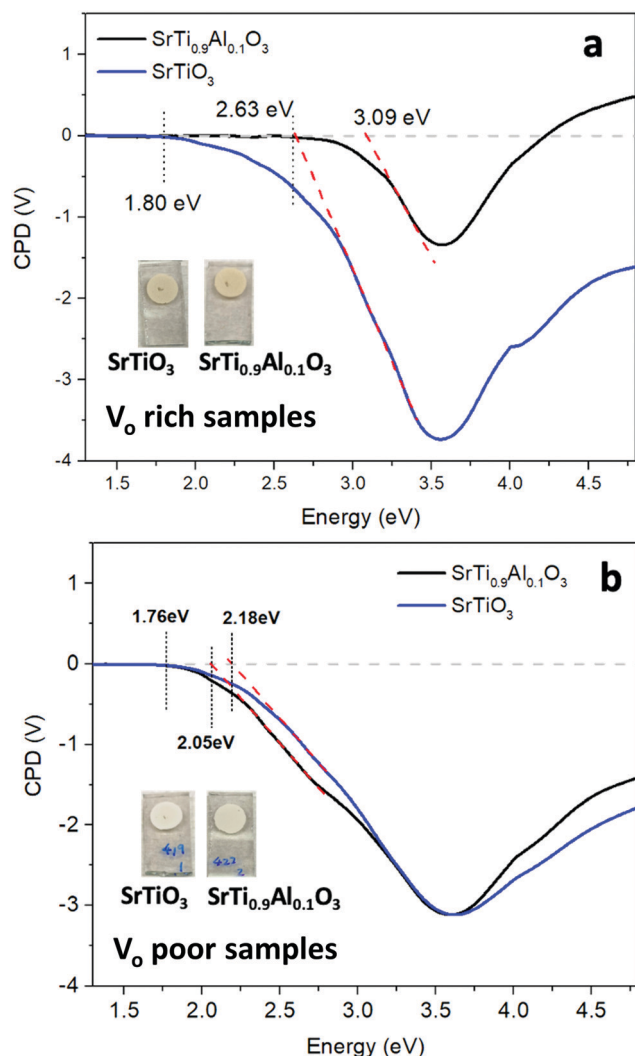 a
SrTi₀.₉Al₀.₁O₃
SrTiO₃
1
0
-1
-2
-3
-4
CPD (V)
2.63 eV
3.09 eV
1.80 eV
SrTiO₃ SrTi₀.₉Al₀.₁O₃
Vₒ rich samples
1.5 2.0 2.5 3.0 3.5 4.0 4.5
Energy (eV)
b
SrTi₀.₉Al₀.₁O₃
SrTiO₃
1
0
-1
-2
-3
-4
CPD (V)
1.76eV
2.18eV
2.05eV
419
1
423
2
SrTiO₃ SrTi₀.₉Al₀.₁O₃
Vₒ poor samples
1.5 2.0 2.5 3.0 3.5 4.0 4.5
Energy (eV)